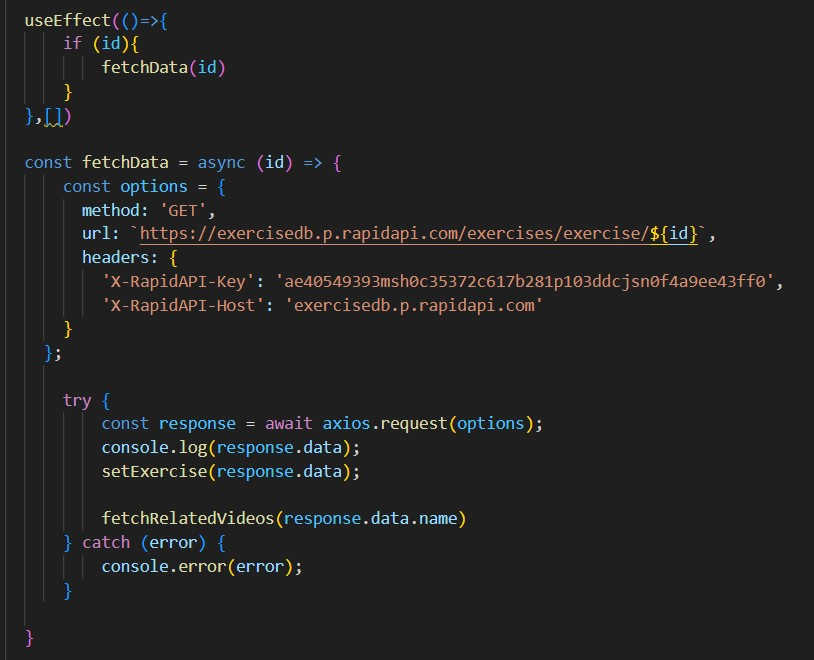 useEffect(()=>{
if (id){
fetchData(id)
}
},[])
const fetchData = async (id) => {
const options = {
method: 'GET',
url: `https://exercisedb.p.rapidapi.com/exercises/exercise/${id}`,
headers: {
'X-RapidAPI-Key': 'ae40549393msh0c35372c617b281p103ddcjsn0f4a9ee43ff0',
'X-RapidAPI-Host': 'exercisedb.p.rapidapi.com'
}
};
try {
const response = await axios.request(options);
console.log(response.data);
setExercise(response.data);
fetchRelatedVideos(response.data.name)
} catch (error) {
console.error(error);
}
}